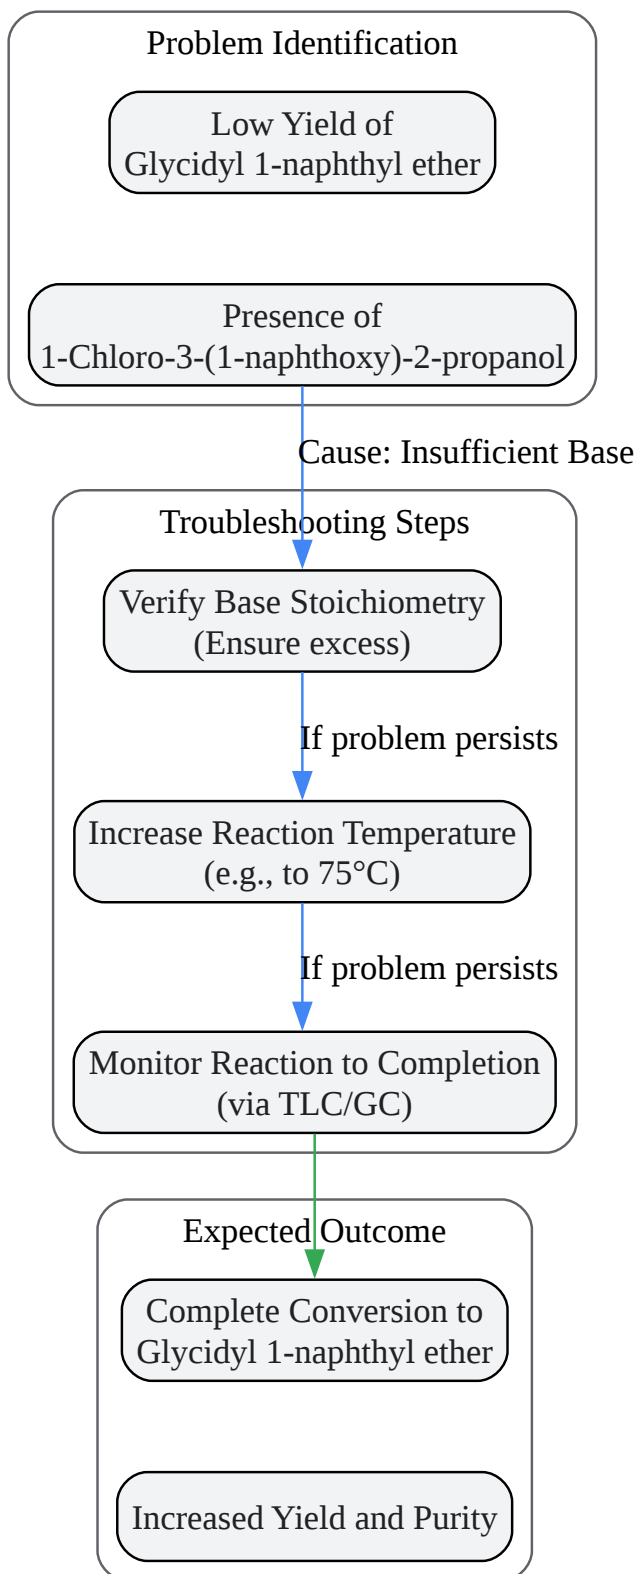 Problem Identification
Low Yield of
Glycidyl 1-naphthyl ether
Presence of
1-Chloro-3-(1-naphthoxy)-2-propanol
Cause: Insufficient Base
Troubleshooting Steps
Verify Base Stoichiometry
(Ensure excess)
If problem persists
Increase Reaction Temperature
(e.g., to 75°C)
If problem persists
Monitor Reaction to Completion
(via TLC/GC)
Expected Outcome
Complete Conversion to
Glycidyl 1-naphthyl ether
Increased Yield and Purity